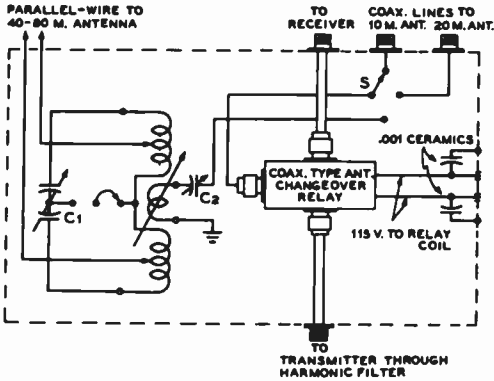 PARALLEL-WIRE TO
40-80 M. ANTENNA
TO
RECEIVER
COAX. LINES TO
10 M. ANT. 20 M. ANT.
S
.001 CERAMICS
C1
C2
COAX. TYPE ANT.
CHANGEOVER
RELAY
115 V. TO RELAY
COIL
TO
TRANSMITTER THROUGH
HARMONIC FILTER